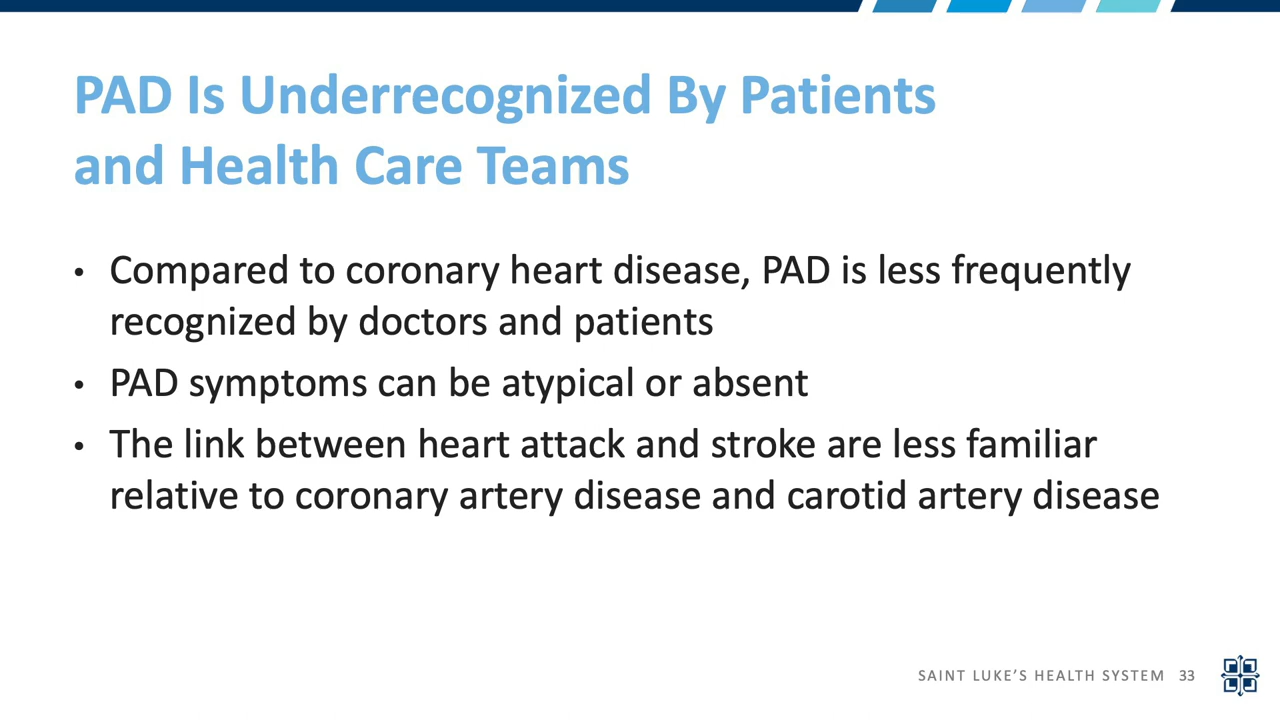 PAD Is Underrecognized By Patients
and Health Care Teams
• Compared to coronary heart disease, PAD is less frequently
recognized by doctors and patients
• PAD symptoms can be atypical or absent
• The link between heart attack and stroke are less familiar
relative to coronary artery disease and carotid artery disease
SAINT LUKE'S HEALTH SYSTEM 33